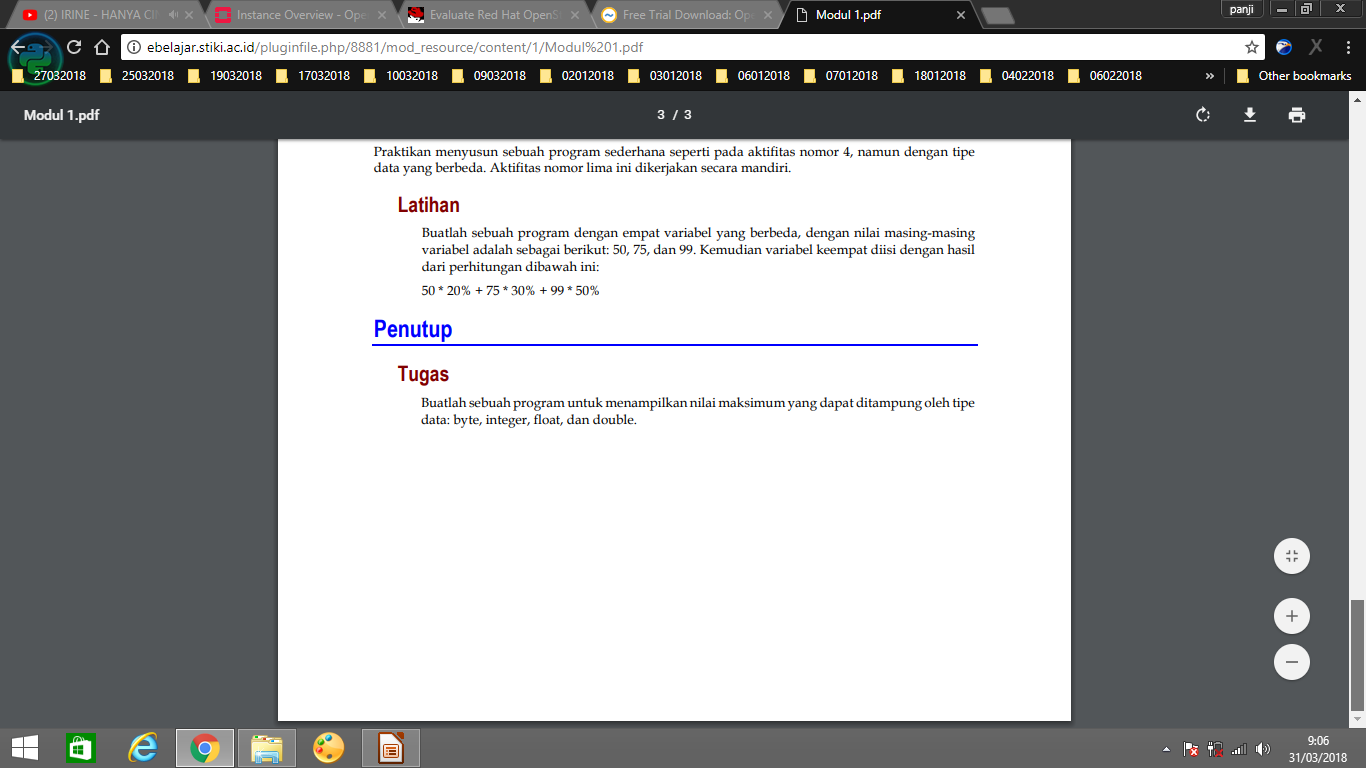 (2) IRINE - HANYA CIN
Instance Overview - Ope
Evaluate Red Hat OpenSt
Free Trial Download: Ope
Modul 1.pdf
panji
ebelajar.stiki.ac.id/pluginfile.php/8881/mod_resource/content/1/Modul%201.pdf
27032018 25032018 19032018 17032018 10032018 09032018 02012018 03012018 06012018 07012018 18012018 04022018 06022018 » Other bookmarks
Modul 1.pdf 3 / 3
Praktikan menyusun sebuah program sederhana seperti pada aktifitas nomor 4, namun dengan tipe
data yang berbeda. Aktifitas nomor lima ini dikerjakan secara mandiri.
Latihan
Buatlah sebuah program dengan empat variabel yang berbeda, dengan nilai masing-masing
variabel adalah sebagai berikut: 50, 75, dan 99. Kemudian variabel keempat diisi dengan hasil
dari perhitungan dibawah ini:
50 * 20% + 75 * 30% + 99 * 50%
Penutup
Tugas
Buatlah sebuah program untuk menampilkan nilai maksimum yang dapat ditampung oleh tipe
data: byte, integer, float, dan double.
9:06
31/03/2018